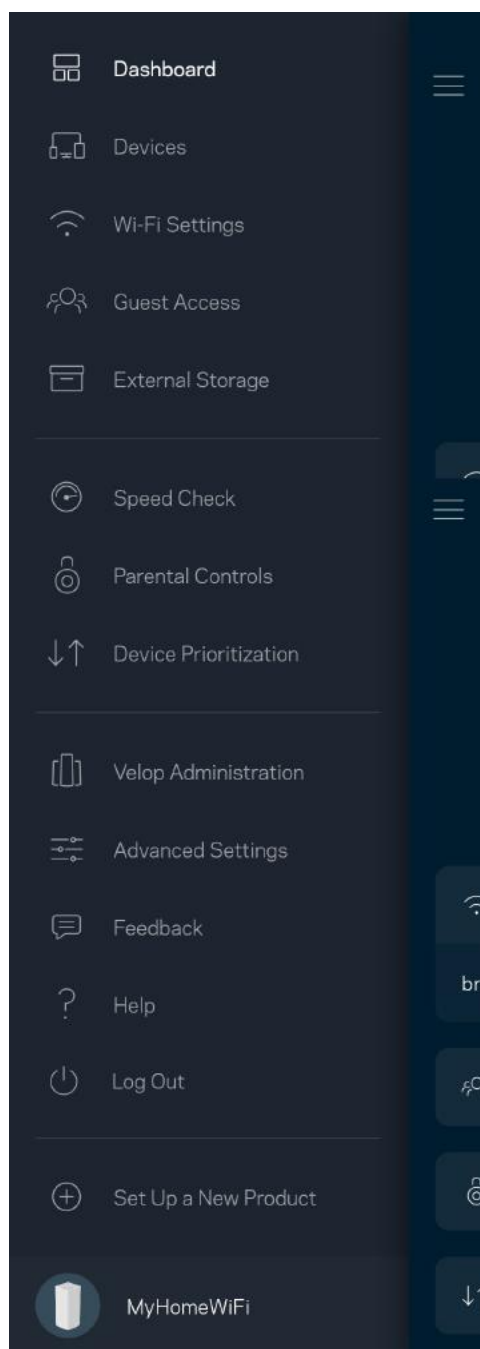 Dashboard
Devices
Wi-Fi Settings
Guest Access
External Storage
Speed Check
Parental Controls
Device Prioritization
Velop Administration
Advanced Settings
Feedback
br
Help
Log Out
Set Up a New Product
MyHomeWiFi